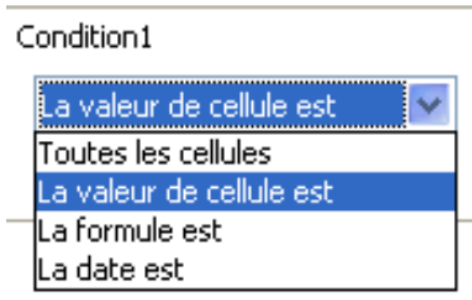 Condition1
La valeur de cellule est
Toutes les cellules
La valeur de cellule est
La formule est
La date est